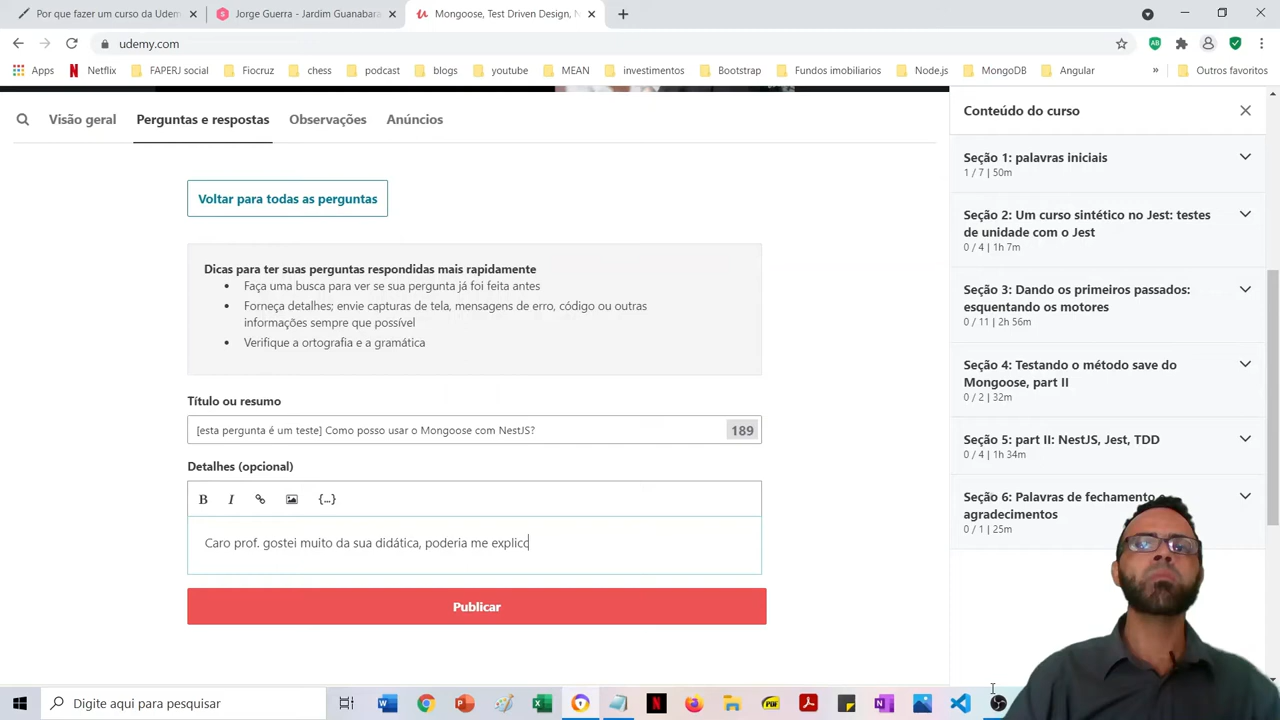 Por que fazer um curso da Udem
Jorge Guerra - Jardim Guanabara
Mongoose, Test Driven Design, N
udemy.com
Apps
Netflix
FAPERJ social
Fiocruz
chess
podcast
blogs
youtube
MEAN
investimentos
Bootstrap
Fundos imobiliarios
Node.js
MongoDB
Angular
»
Outros favoritos
Visão geral
Perguntas e respostas
Observações
Anúncios
Voltar para todas as perguntas
Dicas para ter suas perguntas respondidas mais rapidamente
Faça uma busca para ver se sua pergunta já foi feita antes
Forneça detalhes; envie capturas de tela, mensagens de erro, código ou outras
informações sempre que possível
Verifique a ortografia e a gramática
Título ou resumo
[esta pergunta é um teste] Como posso usar o Mongoose com NestJS?
189
Detalhes (opcional)
B I {...}
Caro prof. gostei muito da sua didática, poderia me explicc
Publicar
Conteúdo do curso
Seção 1: palavras iniciais
1 / 7 | 50m
Seção 2: Um curso sintético no Jest: testes
de unidade com o Jest
0 / 4 | 1h 7m
Seção 3: Dando os primeiros passados:
esquentando os motores
0 / 11 | 2h 56m
Seção 4: Testando o método save do
Mongoose, part II
0 / 2 | 32m
Seção 5: part II: NestJS, Jest, TDD
0 / 4 | 1h 34m
Seção 6: Palavras de fechamento e
agradecimentos
0 / 1 | 25m
Digite aqui para pesquisar